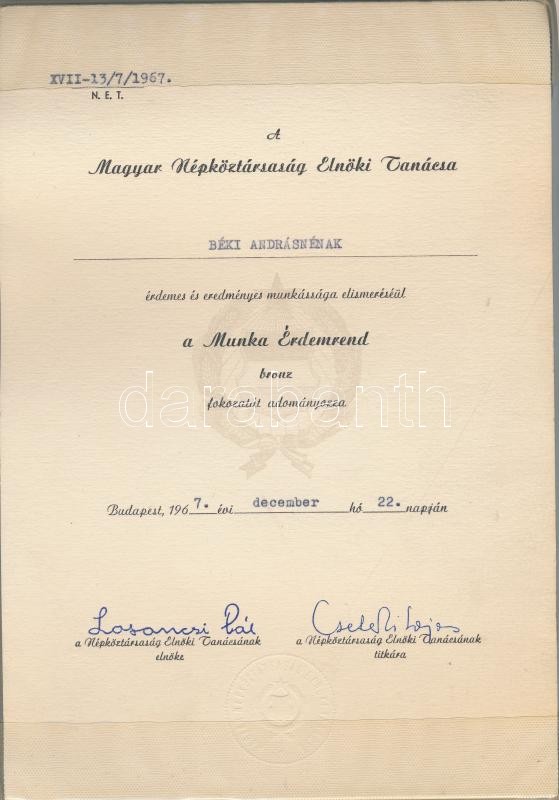 XVII-13/7/1967.
N. E. T.
A
Magyar Népköztársaság Elnöki Tanácsa
BÉKI ANDRÁSNÉNAK
érdemes és eredményes munkássága elismeréséül
a Munka Érdemrend
bronz
fokozatát adományozza
darabanth
Budapest, 1967. évi december hó 22. napján
Losonczi Pál Cseterki Lajos
a Népköztársaság Elnöki Tanácsának a Népköztársaság Elnöki Tanácsának
elnöke titkára